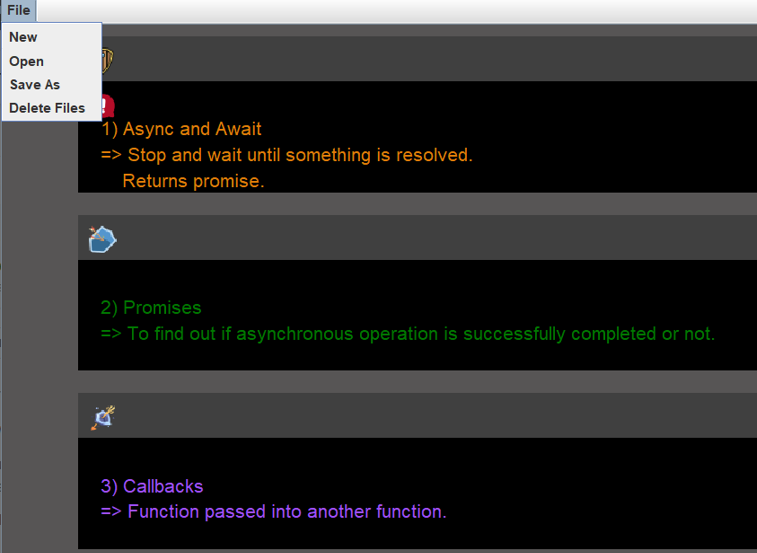 File
New
Open
Save As
Delete Files
1) Async and Await
=> Stop and wait until something is resolved.
Returns promise.
2) Promises
=> To find out if asynchronous operation is successfully completed or not.
3) Callbacks
=> Function passed into another function.